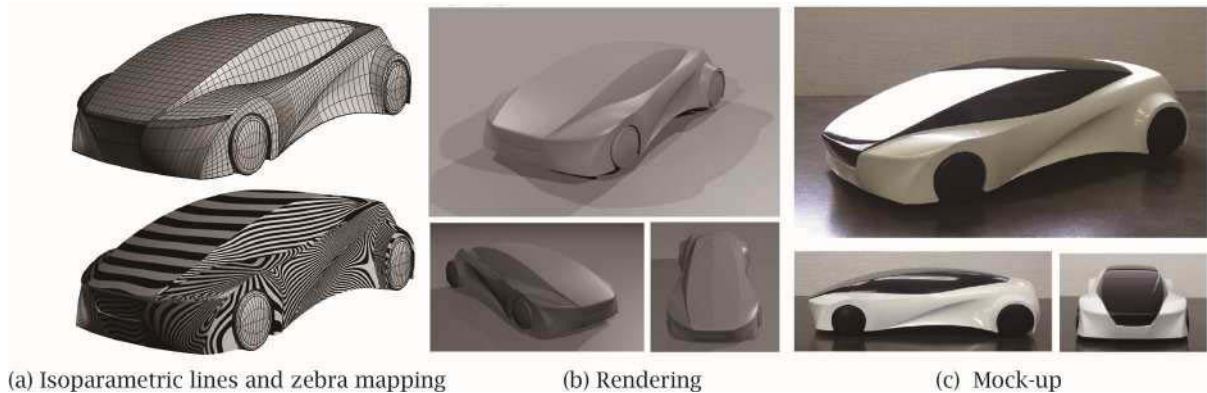 (a) Isoparametric lines and zebra mapping
(b) Rendering
(c) Mock-up